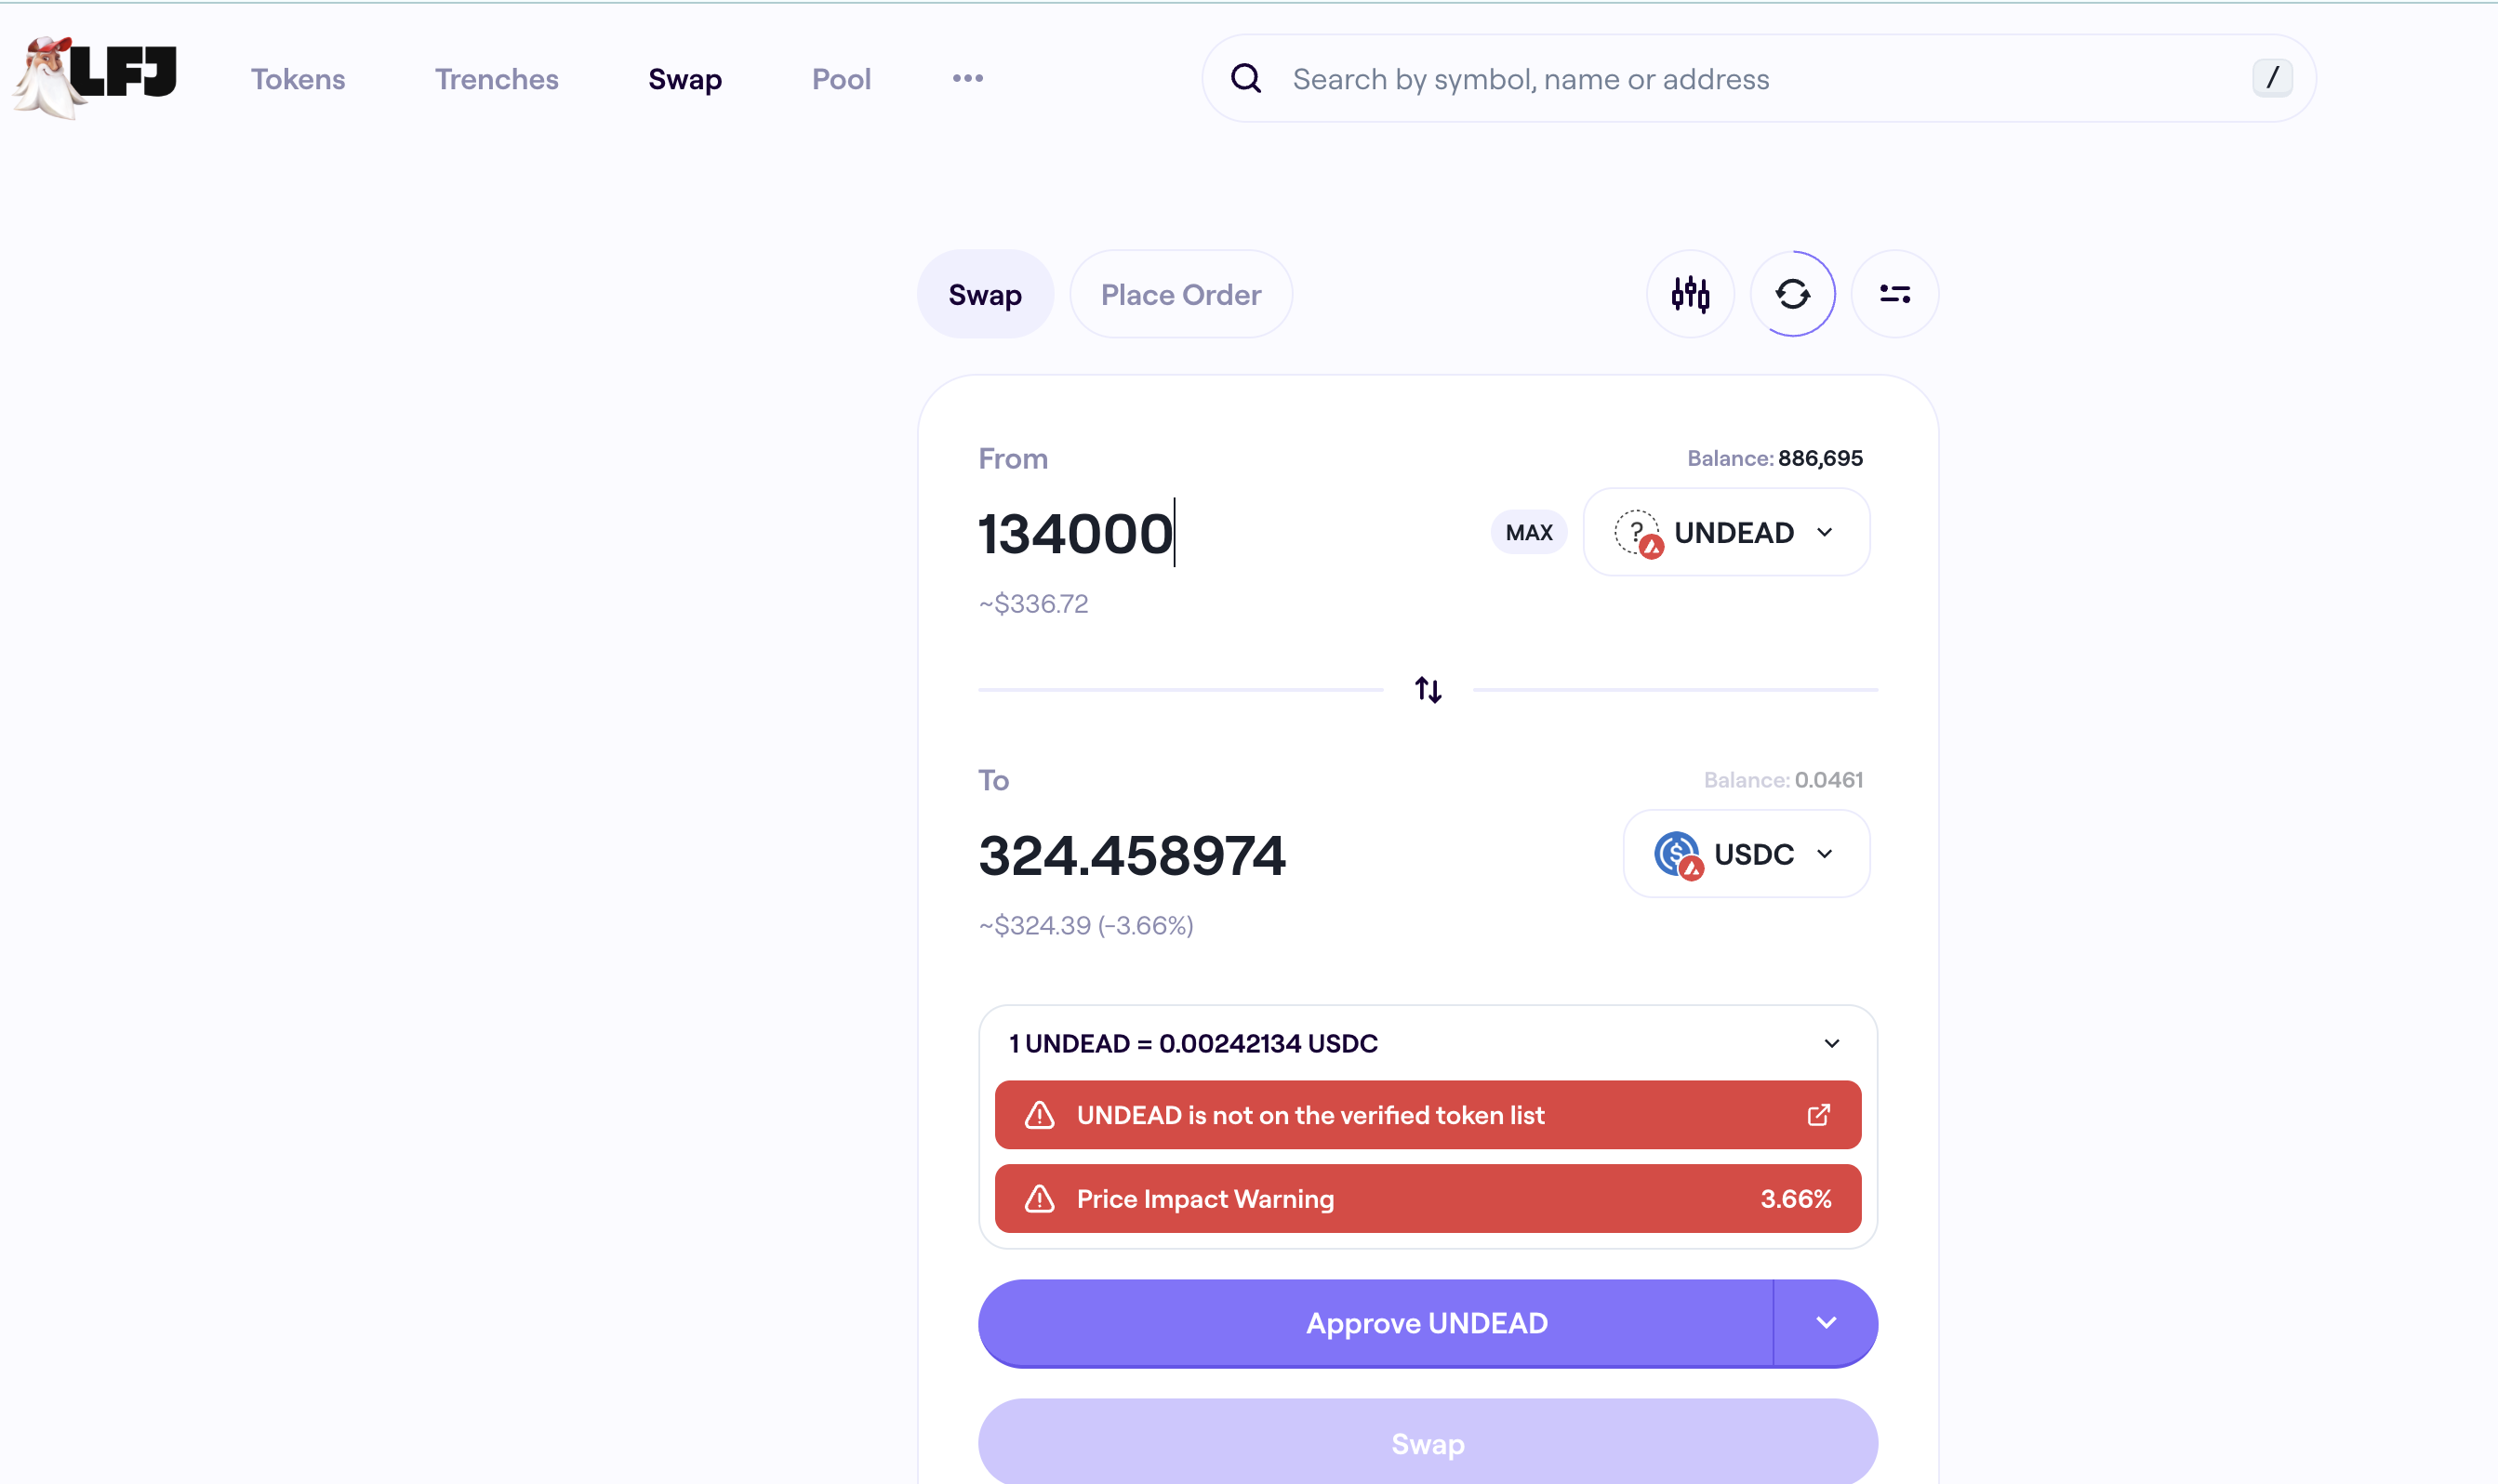 LFJ Tokens Trenches Swap Pool ••• Search by symbol, name or address /
Swap Place Order
From Balance: 886,695
134000 MAX ? UNDEAD
~$336.72
To Balance: 0.0461
324.458974 USDC
~$324.39 (-3.66%)
1 UNDEAD = 0.00242134 USDC
UNDEAD is not on the verified token list
Price Impact Warning 3.66%
Approve UNDEAD
Swap